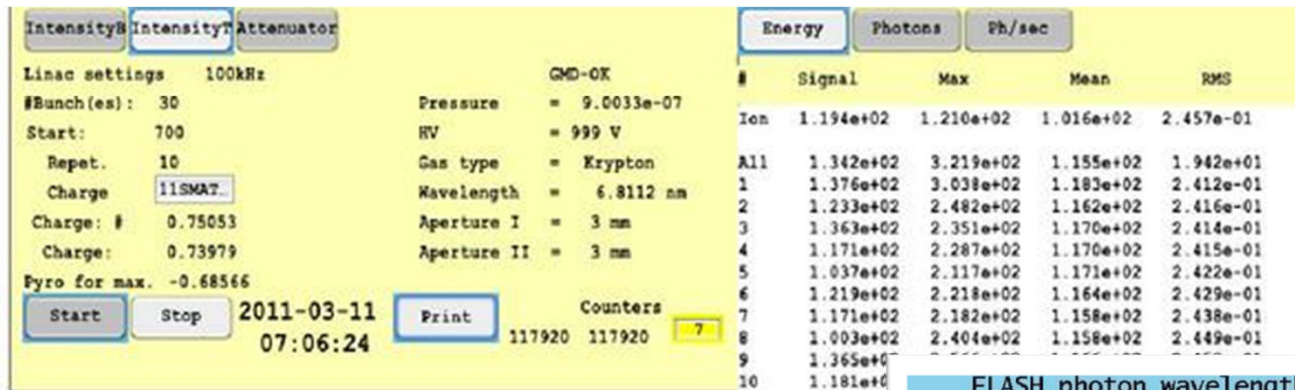 IntensityB IntensityT Attenuator
Linac settings 100kHz GMD-OK
#Bunch(es): 30 Pressure = 9.0033e-07
Start: 700 HV = 999 V
Repet. 10 Gas type = Krypton
Charge 11SMAT… Wavelength = 6.8112 nm
Charge: # 0.75053 Aperture I = 3 mm
Charge: 0.73979 Aperture II = 3 mm
Pyro for max. -0.68566
Start Stop 2011-03-11 07:06:24 Print Counters
117920 117920 7
Energy Photons Ph/sec
# Signal Max Mean RMS
Ion 1.194e+02 1.210e+02 1.016e+02 2.457e-01
All 1.342e+02 3.219e+02 1.155e+02 1.942e+01
1 1.376e+02 3.038e+02 1.183e+02 2.412e-01
2 1.233e+02 2.482e+02 1.162e+02 2.416e-01
3 1.363e+02 2.351e+02 1.170e+02 2.414e-01
4 1.171e+02 2.287e+02 1.170e+02 2.415e-01
5 1.037e+02 2.117e+02 1.171e+02 2.422e-01
6 1.219e+02 2.218e+02 1.164e+02 2.429e-01
7 1.171e+02 2.182e+02 1.158e+02 2.438e-01
8 1.003e+02 2.404e+02 1.158e+02 2.449e-01
9 1.365e+0
10 1.181e+0
FLASH photon wavelength